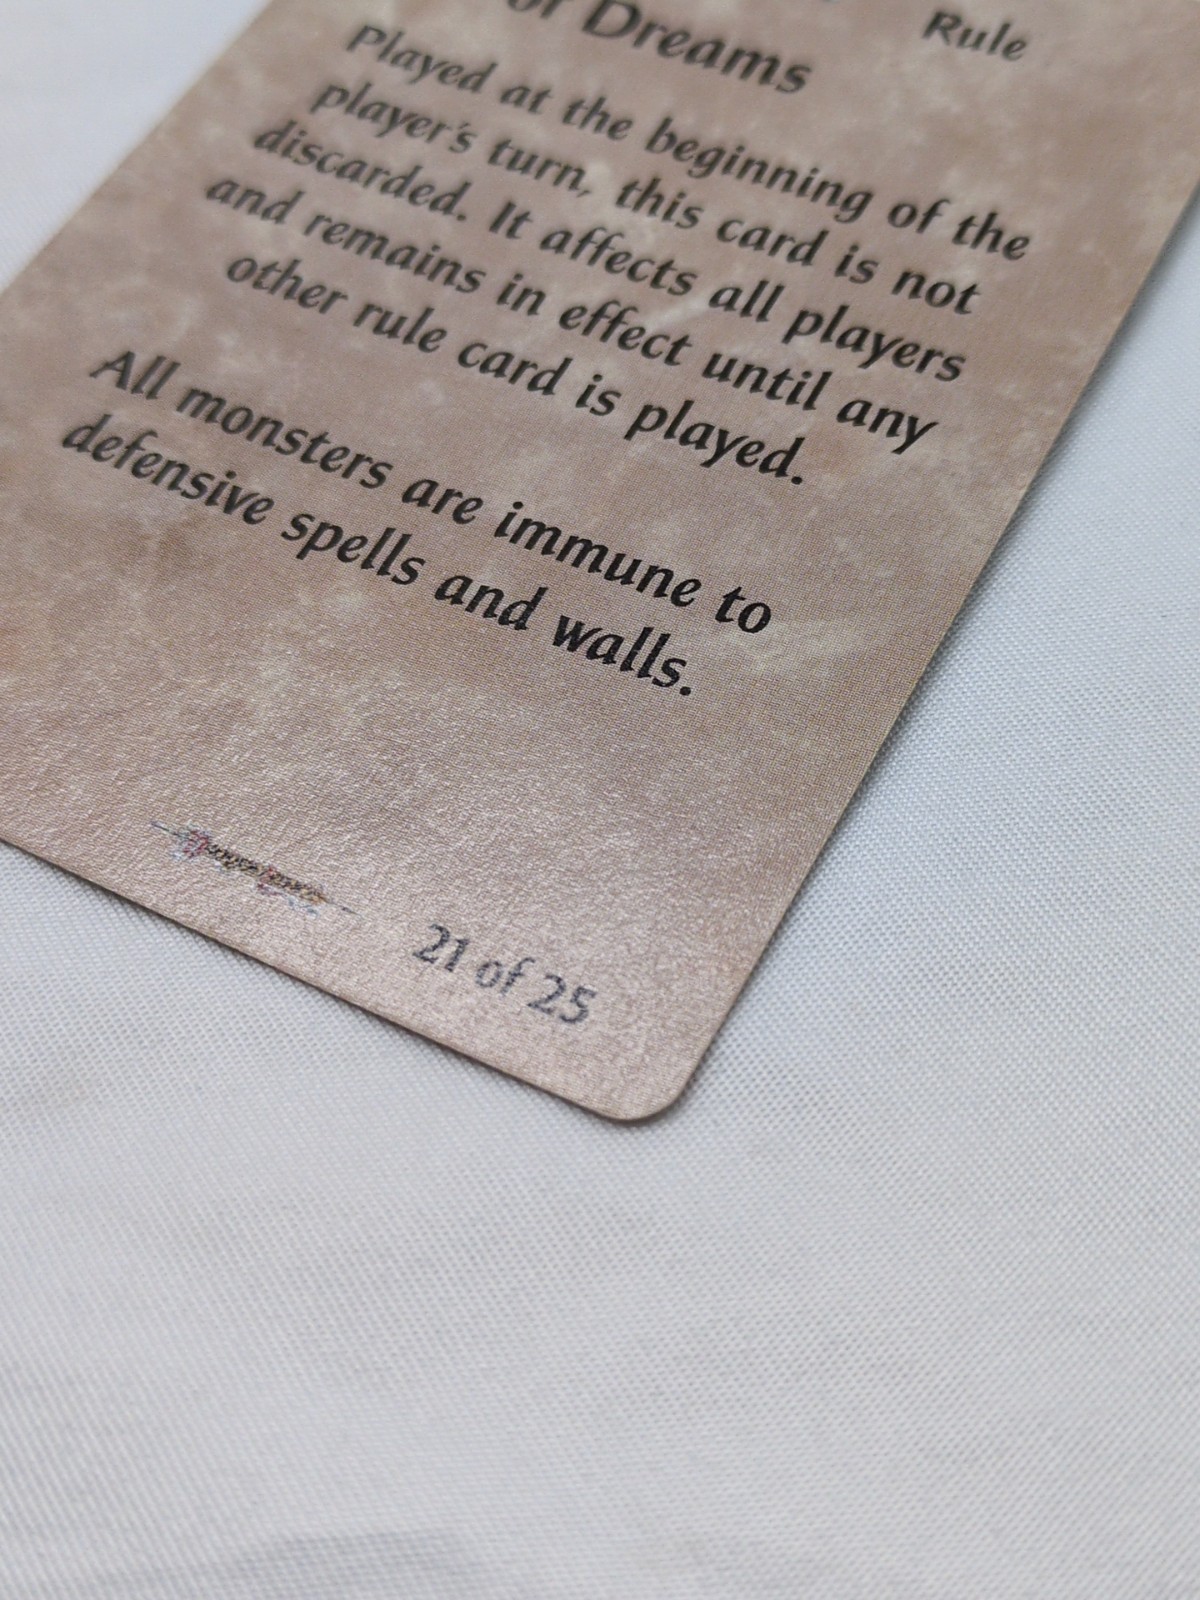 Rule
or Dreams
Played at the beginning of the
player's turn, this card is not
discarded. It affects all players
and remains in effect until any
other rule card is played.
All monsters are immune to
defensive spells and walls.
21 of 25